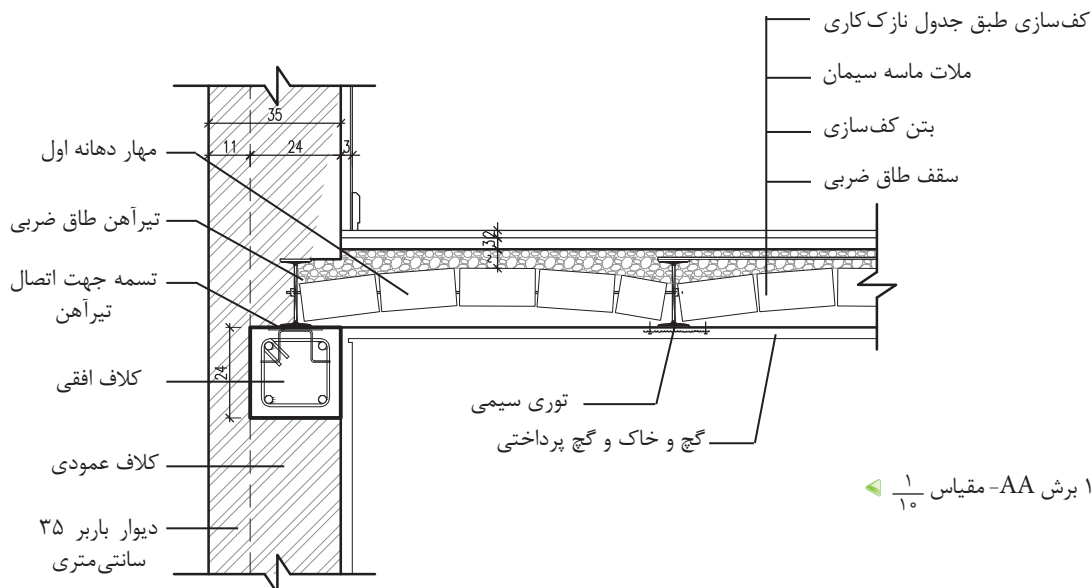 کف‌سازی طبق جدول نازک‌کاری
ملات ماسه سیمان
بتن کف‌سازی
سقف طاق ضربی
35
11
24
3
مهار دهانه اول
تیرآهن طاق ضربی
تسمه جهت اتصال
تیرآهن
کلاف افقی
24
کلاف عمودی
دیوار باربر ۳۵
سانتی‌متری
3
2
توری سیمی
گچ و خاک و گچ پرداختی
۱ برش AA- مقیاس ۱/۱۰